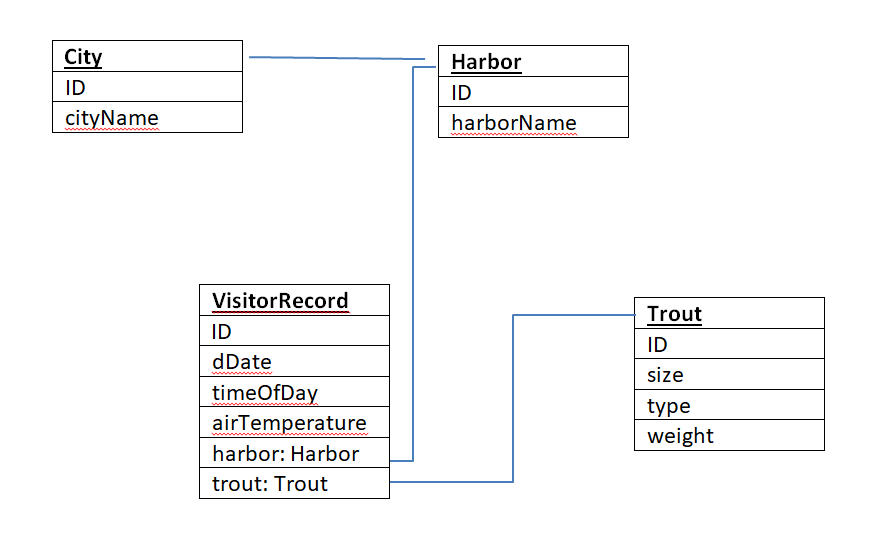 City
ID
cityName
Harbor
ID
harborName
VisitorRecord
ID
dDate
timeOfDay
airTemperature
harbor: Harbor
trout: Trout
Trout
ID
size
type
weight